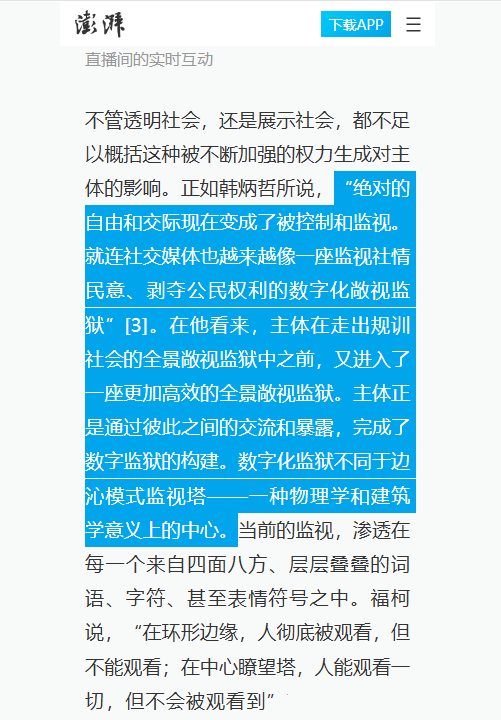 澎湃
下载APP
直播间的实时互动
不管透明社会，还是展示社会，都不足
以概括这种被不断加强的权力生成对主
体的影响。正如韩炳哲所说，“绝对的
自由和交际现在变成了被控制和监视。
就连社交媒体也越来越像一座监视社情
民意、剥夺公民权利的数字化敞视监
狱”[3]。在他看来，主体在走出规训
社会的全景敞视监狱中之前，又进入了
一座更加高效的全景敞视监狱。主体正
是通过彼此之间的交流和暴露，完成了
数字监狱的构建。数字化监狱不同于边
沁模式监视塔——一种物理学和建筑
学意义上的中心。当前的监视，渗透在
每一个来自四面八方、层层叠叠的词
语、字符、甚至表情符号之中。福柯
说，“在环形边缘，人彻底被观看，但
不能观看；在中心瞭望塔，人能观看一
切，但不会被观看到”